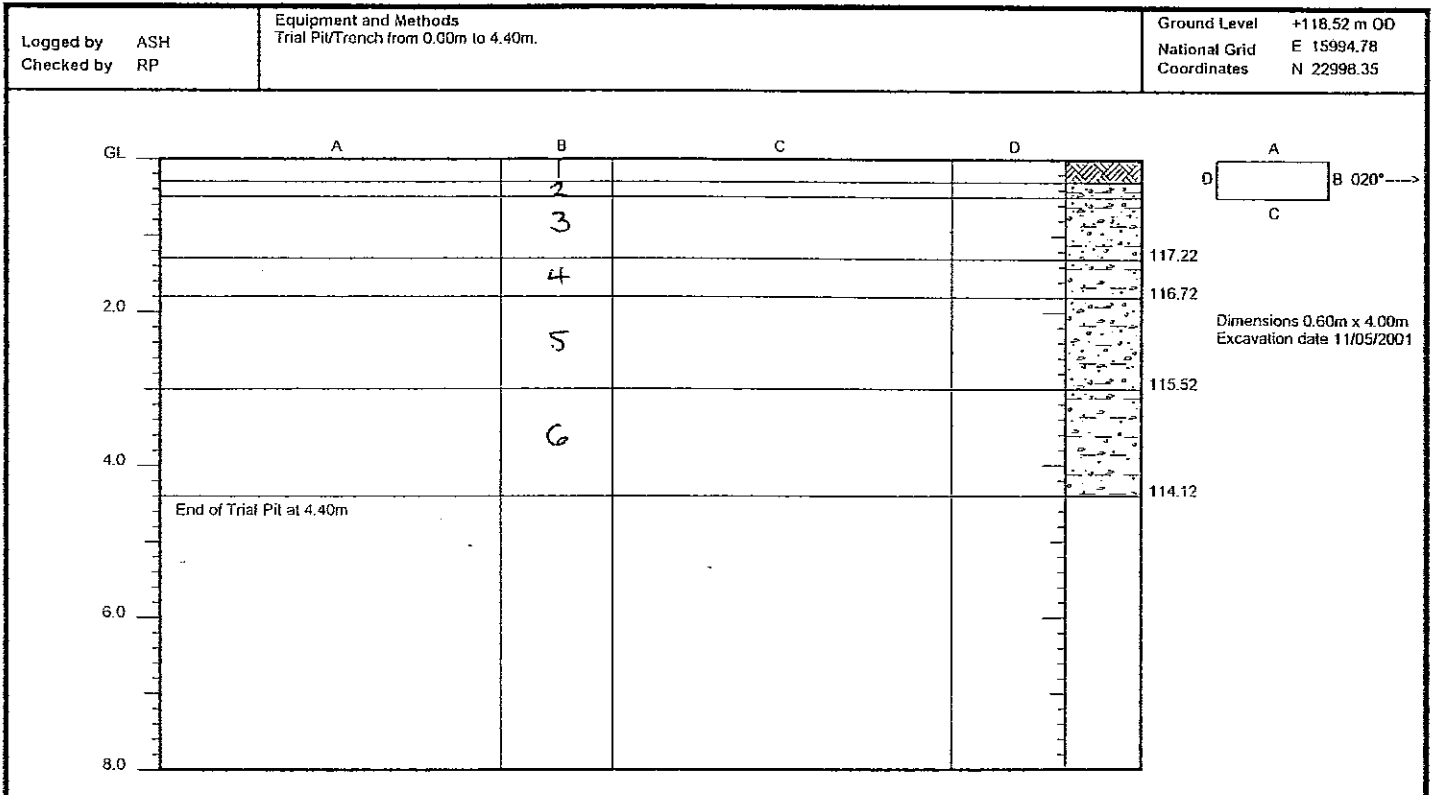 Logged by ASH
Checked by RP
Equipment and Methods
Trial Pit/Trench from 0.00m to 4.40m.
Ground Level +118.52 m OD
National Grid E 15994.78
Coordinates N 22998.35
GL
A B C D
2
3
4
5
6
2.0
4.0
6.0
8.0
117.22
116.72
115.52
114.12
End of Trial Pit at 4.40m
A
D B 020°---->
C
Dimensions 0.60m x 4.00m
Excavation date 11/05/2001